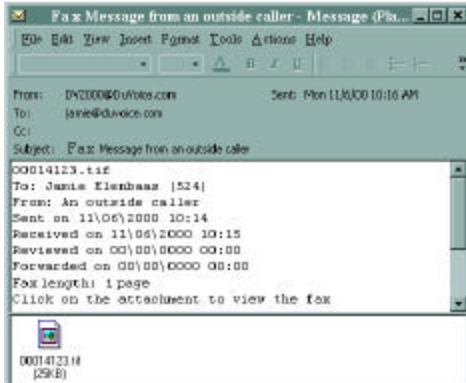 Fax Message from an outside caller - Message (Pla...
File Edit View Insert Format Tools Actions Help
From: DV2000@DuVoice.com Sent: Mon 11/6/00 10:16 AM
To: jamie@duvoice.com
Cc:
Subject: Fax Message from an outside caller
00014123.tif
To: Jamie Elenbaas [524]
From: An outside caller
Sent on 11\06\2000 10:14
Received on 11\06\2000 10:15
Reviewed on 00\00\0000 00:00
Forwarded on 00\00\0000 00:00
Fax length: 1 page
Click on the attachment to view the fax
00014123.tif
(25KB)